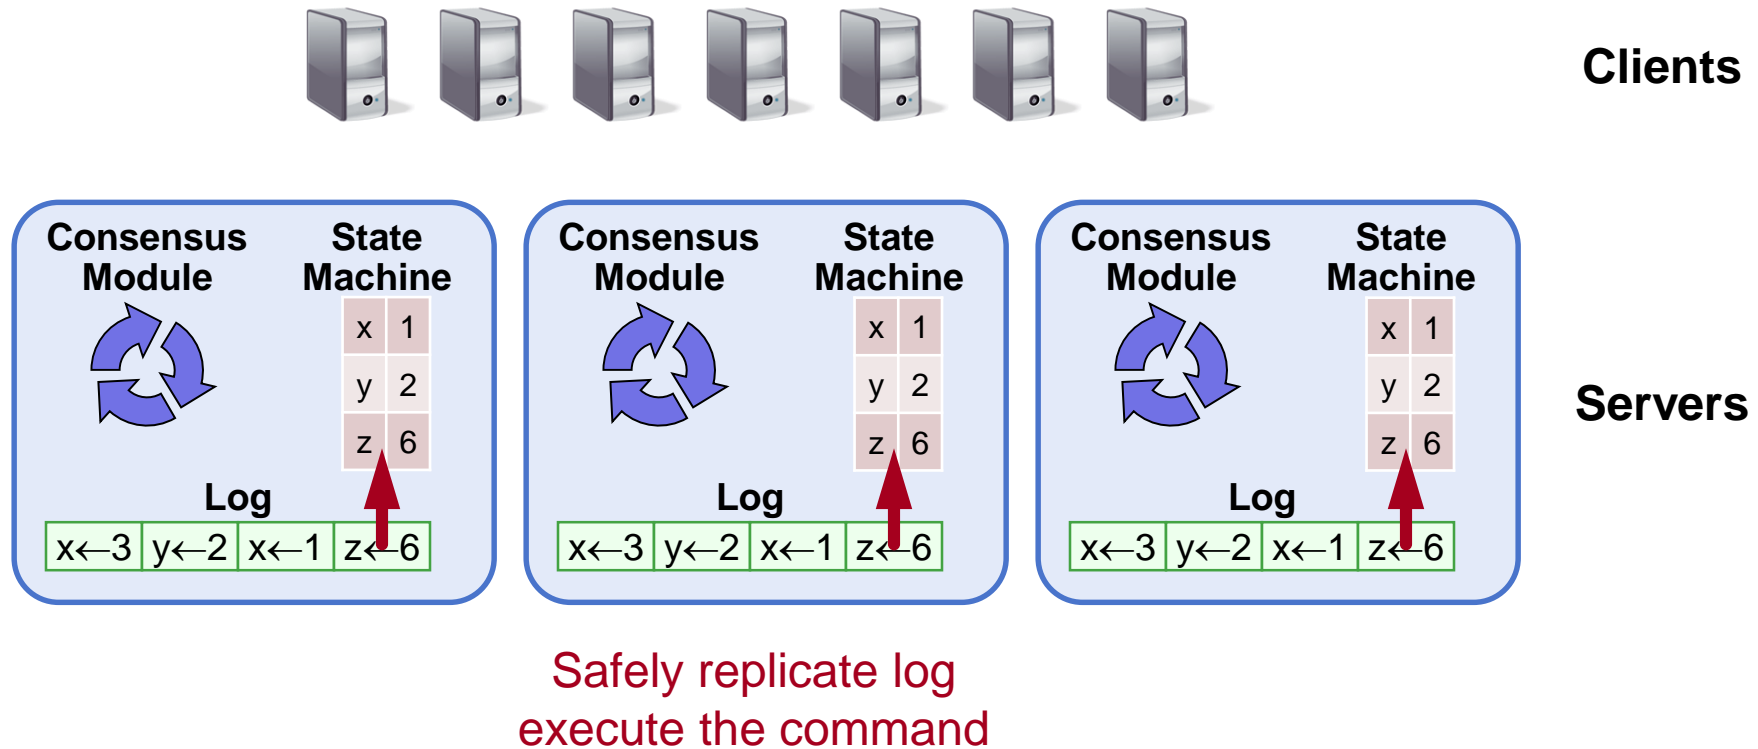 Clients
Consensus Module
State Machine
x 1
y 2
z 6
Log
x←3 y←2 x←1 z←6
Consensus Module
State Machine
x 1
y 2
z 6
Log
x←3 y←2 x←1 z←6
Consensus Module
State Machine
x 1
y 2
z 6
Log
x←3 y←2 x←1 z←6
Servers
Safely replicate log
execute the command